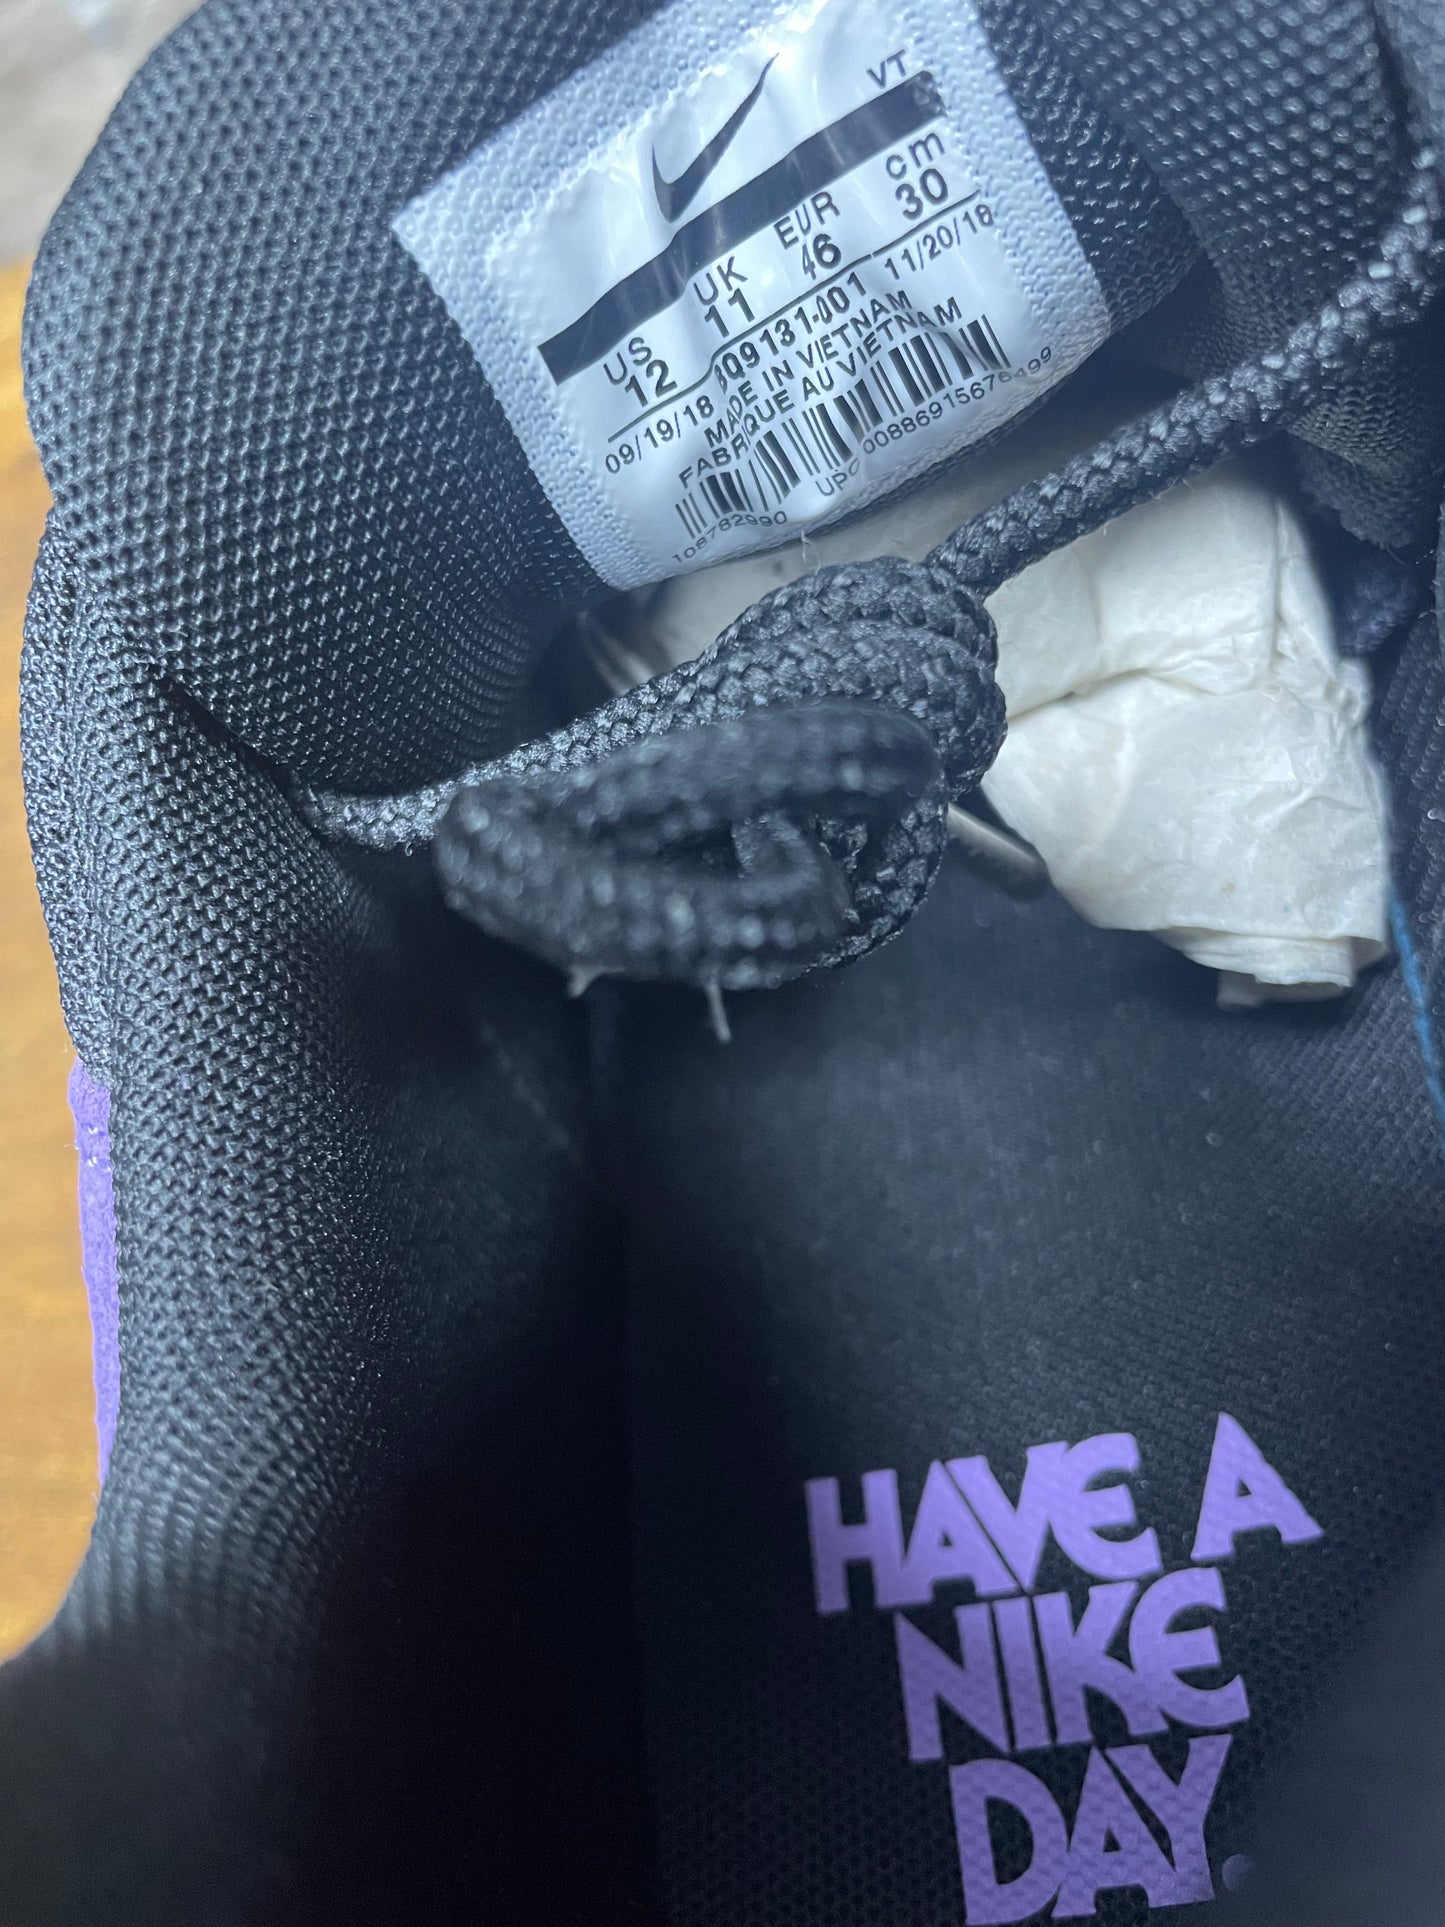 VT
US UK EUR cm
12 11 46 30
09/19/18 BQ9131-001 11/20/18
MADE IN VIETNAM
FABRIQUE AU VIETNAM
108782990 UPC 00886915676499
HAVE A
NIKE
DAY.